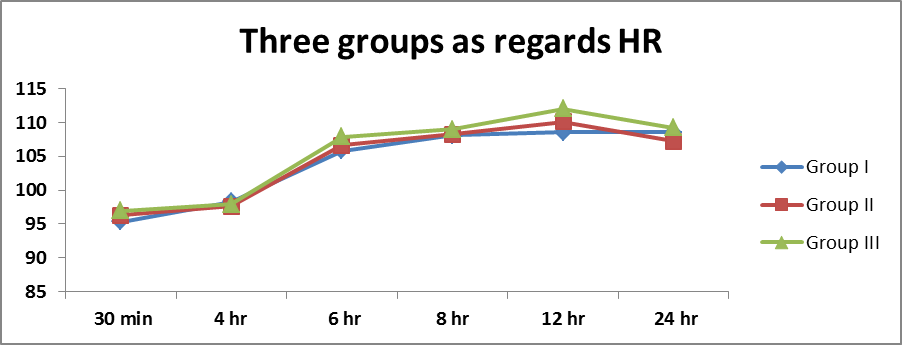 Three groups as regards HR
115
110
105
100
95
90
85
30 min 4 hr 6 hr 8 hr 12 hr 24 hr
Group I
Group II
Group III